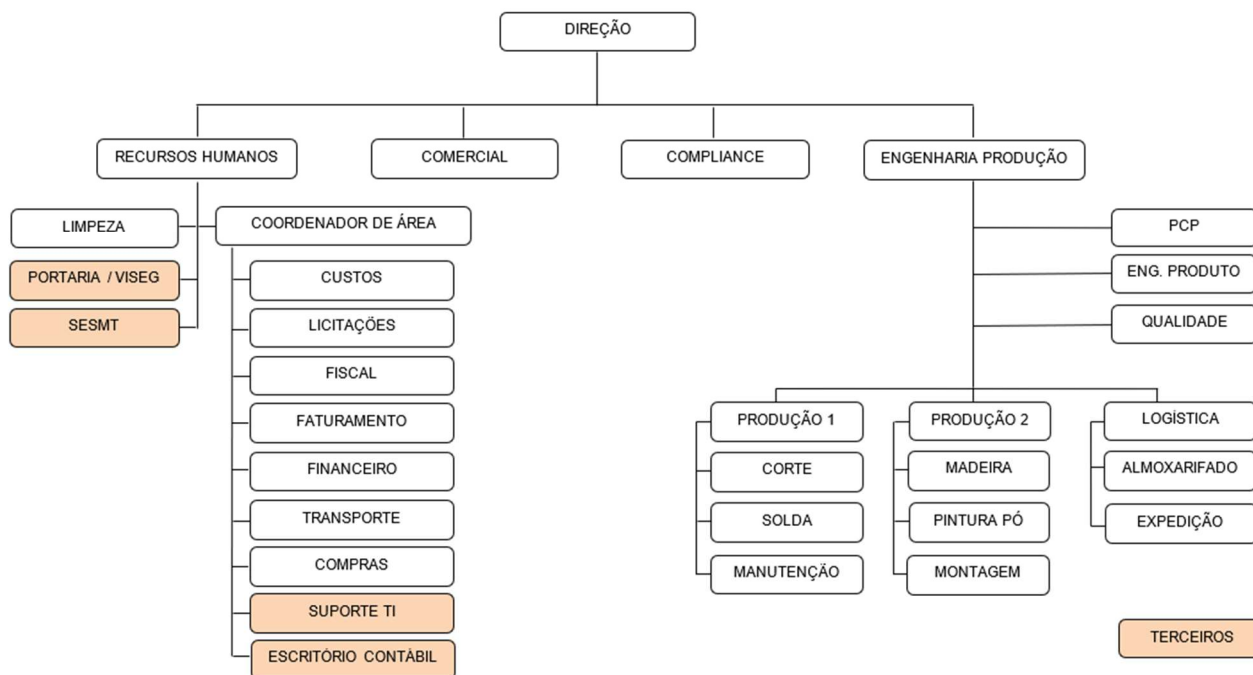 DIREÇÃO
RECURSOS HUMANOS
COMERCIAL
COMPLIANCE
ENGENHARIA PRODUÇÃO
LIMPEZA
COORDENADOR DE ÁREA
PORTARIA / VISEG
SESMT
CUSTOS
LICITAÇÕES
FISCAL
FATURAMENTO
FINANCEIRO
TRANSPORTE
COMPRAS
SUPORTE TI
ESCRITÓRIO CONTÀBIL
PCP
ENG. PRODUTO
QUALIDADE
PRODUÇÃO 1
CORTE
SOLDA
MANUTENÇÃO
PRODUÇÃO 2
MADEIRA
PINTURA PÓ
MONTAGEM
LOGÍSTICA
ALMOXARIFADO
EXPEDIÇÃO
TERCEIROS